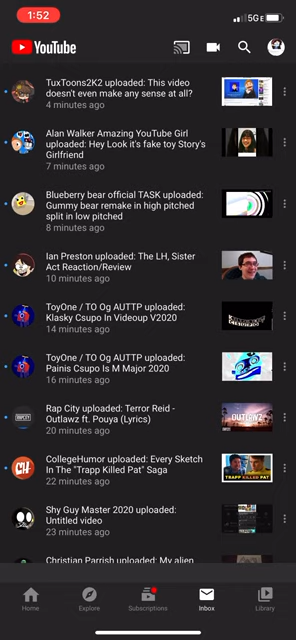 1:52
5GE
YouTube
TuxToons2K2 uploaded: This video
doesn't even make any sense at all?
4 minutes ago
Alan Walker Amazing YouTube Girl
uploaded: Hey Look it's fake toy Story's
Girlfriend
7 minutes ago
Blueberry bear official TASK uploaded:
Gummy bear remake in high pitched
split in low pitched
8 minutes ago
Ian Preston uploaded: The LH, Sister
Act Reaction/Review
10 minutes ago
ToyOne / TO Og AUTTP uploaded:
Klasky Csupo In Videoup V2020
14 minutes ago
ToyOne / TO Og AUTTP uploaded:
Painis Csupo Is M Major 2020
16 minutes ago
Rap City uploaded: Terror Reid -
Outlawz ft. Pouya (Lyrics)
20 minutes ago
RAPCITY
OUTLAWZ
CollegeHumor uploaded: Every Sketch
In The "Trapp Killed Pat" Saga
22 minutes ago
CH
TRAPP KILLED PAT
Shy Guy Master 2020 uploaded:
Untitled video
23 minutes ago
Christian Parrish uploaded: My alien
Home
Explore
Subscriptions
Inbox
Library